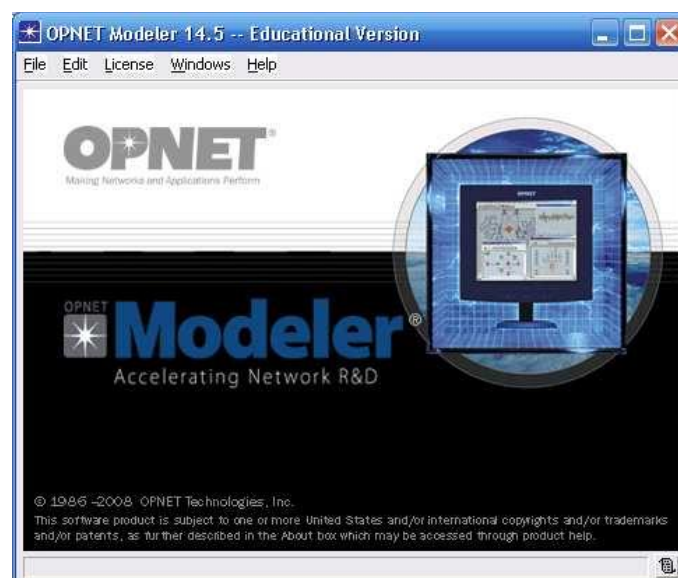 OPNET Modeler 14.5 -- Educational Version
File Edit License Windows Help
OPNET®
Making Networks and Applications Perform
OPNET
OPNET
Modeler®
Accelerating Network R&D
© 1986-2008 OPNET Technologies, Inc.
This software product is subject to one or more United States and/or international copyrights and/or trademarks
and/or patents, as further described in the About box which may be accessed through product help.